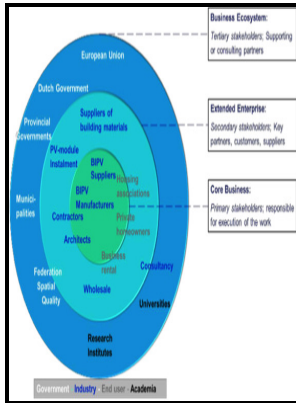 Business Ecosystem:
Tertiary stakeholders; Supporting
or consulting partners
European Union
Dutch Government
Provincial
Governments
Suppliers of
building materials
Extended Enterprise:
Secondary stakeholders; Key
partners, customers, suppliers
PV-module
Instalment
BIPV
Suppliers
Housing
associations
BIPV
Manufacturers
Core Business:
Primary stakeholders; responsible
for execution of the work
Munici-
palities
Contractors
Private
homeowners
Architects
Business
rental
Federation
Spatial
Quality
Consultancy
Wholesale
Universities
Research
Institutes
Government - Industry - End user - Academia